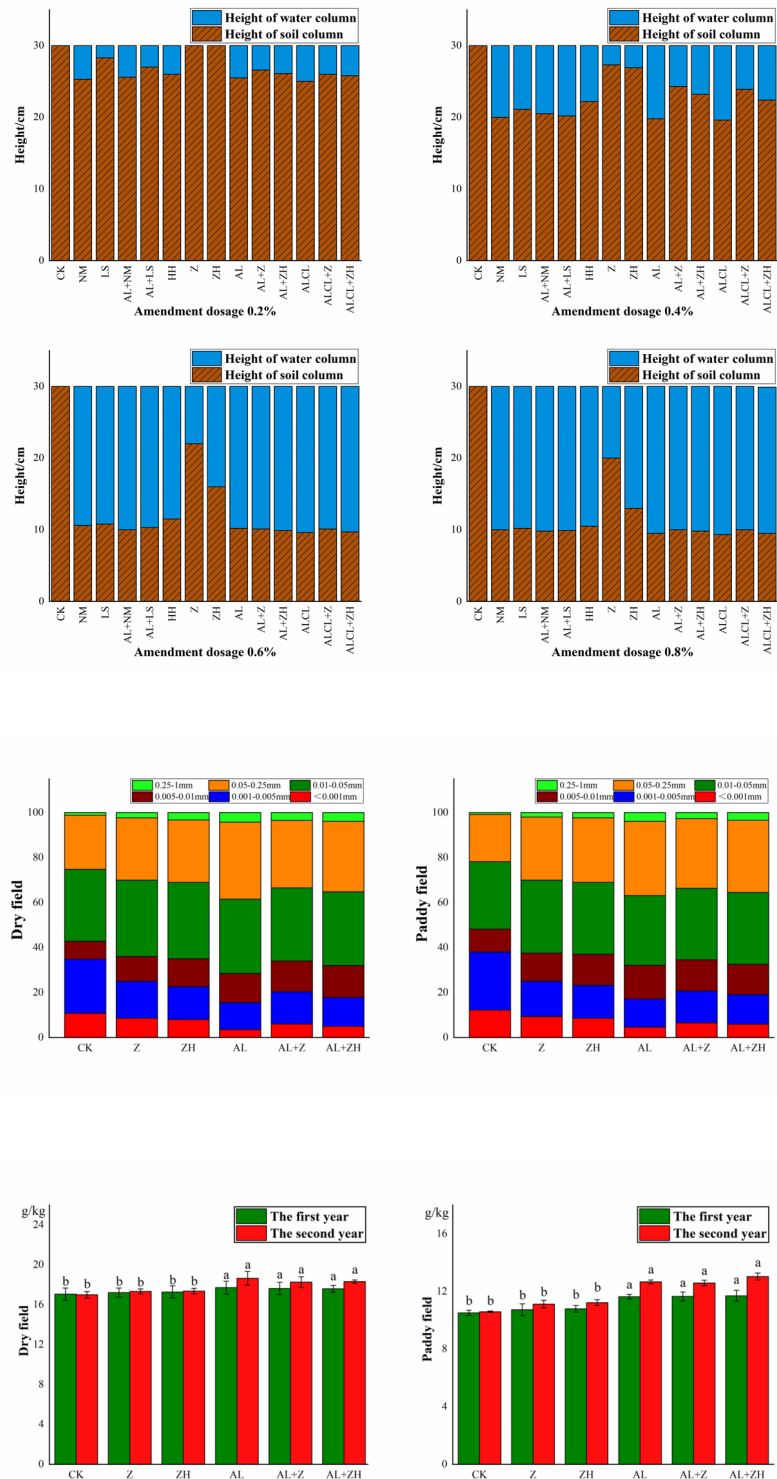 Height of water column
Height of soil column
30
20
10
0
Height/cm
CK
NM
LS
AL+NM
AL+LS
HH
Z
ZH
AL
AL+Z
AL+ZH
ALCL
ALCL+Z
ALCL+ZH
Amendment dosage 0.2%
Height of water column
Height of soil column
30
20
10
0
Height/cm
CK
NM
LS
AL+NM
AL+LS
HH
Z
ZH
AL
AL+Z
AL+ZH
ALCL
ALCL+Z
ALCL+ZH
Amendment dosage 0.4%
Height of water column
Height of soil column
30
20
10
0
Height/cm
CK
NM
LS
AL+NM
AL+LS
HH
Z
ZH
AL
AL+Z
AL+ZH
ALCL
ALCL+Z
ALCL+ZH
Amendment dosage 0.6%
Height of water column
Height of soil column
30
20
10
0
Height/cm
CK
NM
LS
AL+NM
AL+LS
HH
Z
ZH
AL
AL+Z
AL+ZH
ALCL
ALCL+Z
ALCL+ZH
Amendment dosage 0.8%
0.25-1mm 0.05-0.25mm 0.01-0.05mm
0.005-0.01mm 0.001-0.005mm <0.001mm
100
80
60
40
20
0
Dry field
CK Z ZH AL AL+Z AL+ZH
0.25-1mm 0.05-0.25mm 0.01-0.05mm
0.005-0.01mm 0.001-0.005mm <0.001mm
100
80
60
40
20
0
Paddy field
CK Z ZH AL AL+Z AL+ZH
g/kg
The first year
The second year
24
20
16
12
8
4
0
Dry field
b b b b b b a a a a a a
CK Z ZH AL AL+Z AL+ZH
g/kg
The first year
The second year
16
12
8
4
0
Paddy field
b b b b b b a a a a a a
CK Z ZH AL AL+Z AL+ZH